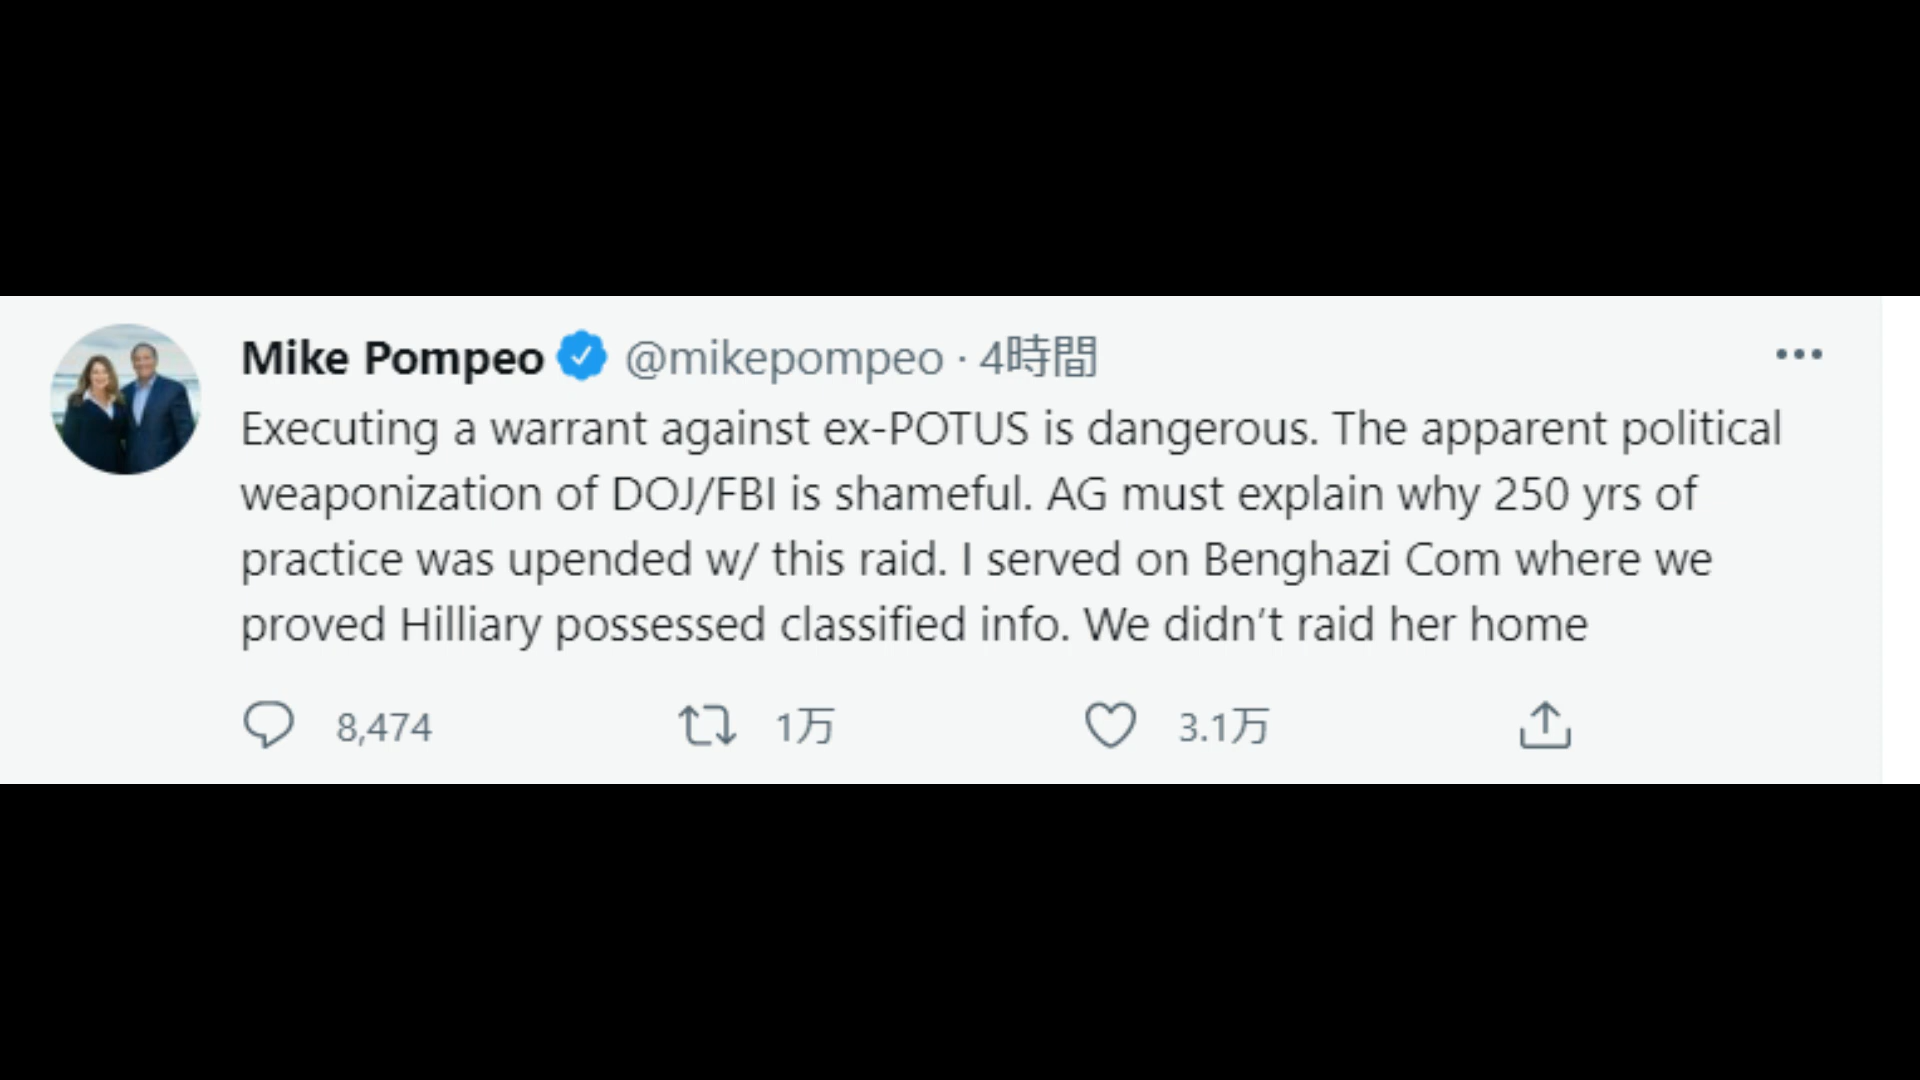 Mike Pompeo @mikepompeo · 4時間
Executing a warrant against ex-POTUS is dangerous. The apparent political
weaponization of DOJ/FBI is shameful. AG must explain why 250 yrs of
practice was upended w/ this raid. I served on Benghazi Com where we
proved Hilliary possessed classified info. We didn’t raid her home
8,474 1万 3.1万